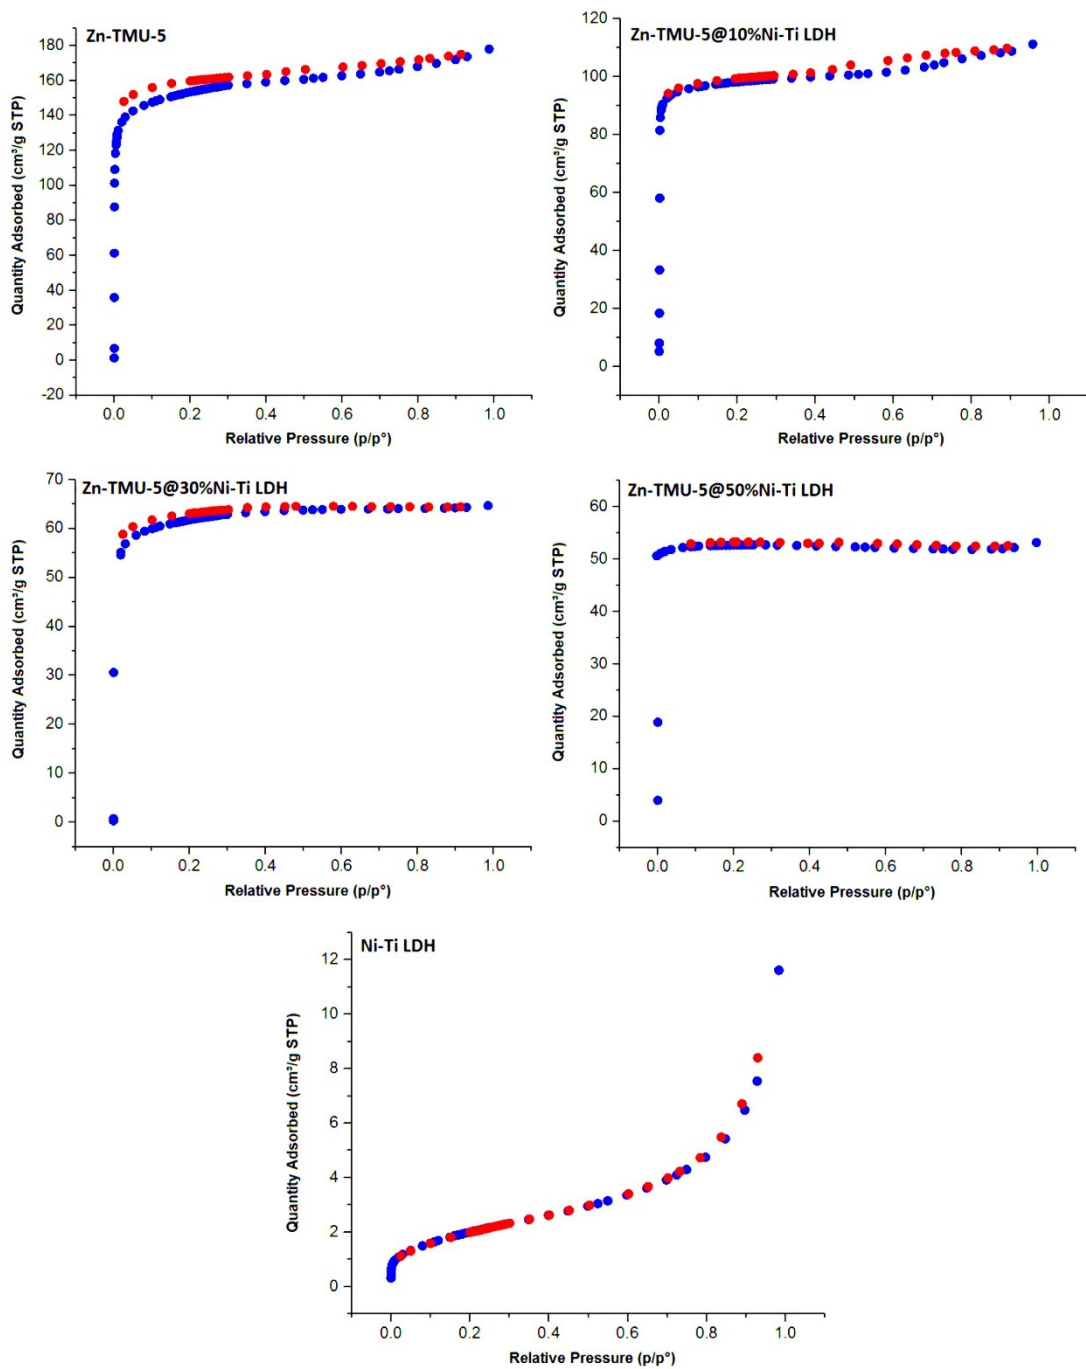 Zn-TMU-5
180
160
140
120
100
80
60
40
20
0
-20
Quantity Adsorbed (cm³/g STP)
0.0 0.2 0.4 0.6 0.8 1.0
Relative Pressure (p/p°)
Zn-TMU-5@10%Ni-Ti LDH
120
100
80
60
40
20
0
Quantity Adsorbed (cm³/g STP)
0.0 0.2 0.4 0.6 0.8 1.0
Relative Pressure (p/p°)
Zn-TMU-5@30%Ni-Ti LDH
70
60
50
40
30
20
10
0
Quantity Adsorbed (cm³/g STP)
0.0 0.2 0.4 0.6 0.8 1.0
Relative Pressure (p/p°)
Zn-TMU-5@50%Ni-Ti LDH
60
50
40
30
20
10
0
Quantity Adsorbed (cm³/g STP)
0.0 0.2 0.4 0.6 0.8 1.0
Relative Pressure (p/p°)
Ni-Ti LDH
12
10
8
6
4
2
0
Quantity Adsorbed (cm³/g STP)
0.0 0.2 0.4 0.6 0.8 1.0
Relative Pressure (p/p°)